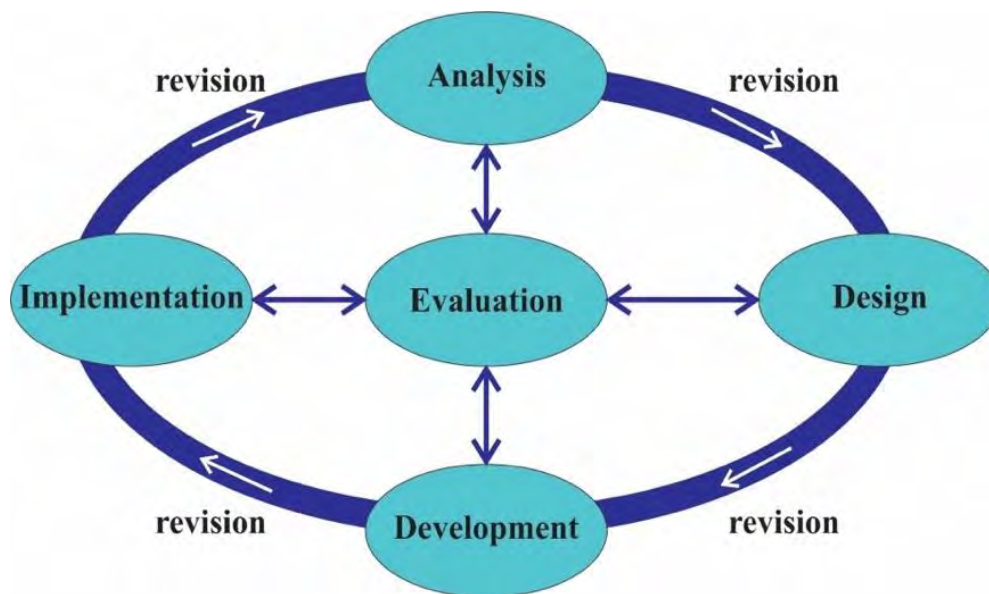 Analysis
revision
revision
Implementation
Evaluation
Design
revision
revision
Development